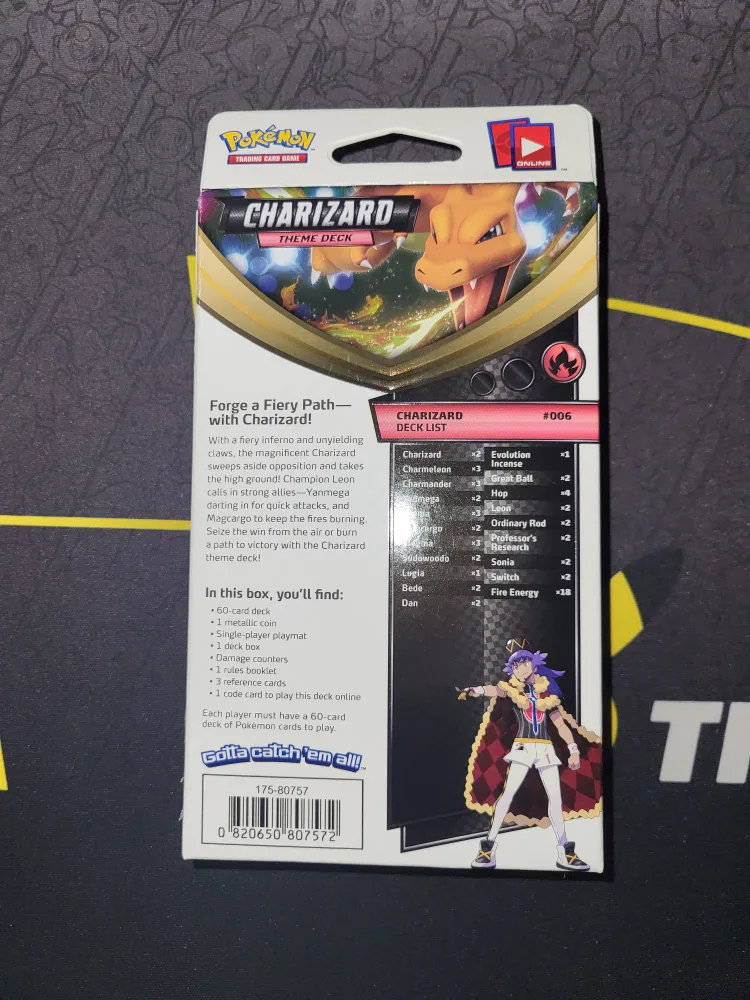 POKéMON
TRADING CARD GAME
ONLINE
™
CHARIZARD
THEME DECK
Forge a Fiery Path—
with Charizard!
With a fiery inferno and unyielding
claws, the magnificent Charizard
sweeps aside opposition and takes
the high ground! Champion Leon
calls in strong allies—Yanmega
darting in for quick attacks, and
Magcargo to keep the fires burning.
Seize the win from the air or burn
a path to victory with the Charizard
theme deck!
In this box, you'll find:
• 60-card deck
• 1 metallic coin
• Single-player playmat
• 1 deck box
• Damage counters
• 1 rules booklet
• 3 reference cards
• 1 code card to play this deck online
Each player must have a 60-card
deck of Pokémon cards to play.
Gotta catch 'em all!™
175-80757
0 820650 807572
CHARIZARD #006
DECK LIST
Charizard ×2
Charmeleon ×3
Charmander ×3
Yanmega ×2
×3
×2
×3
Sudowoodo ×2
Lugia ×1
Bede ×2
Dan ×2
Evolution
Incense ×1
Great Ball ×2
Hop ×4
Leon ×2
Ordinary Rod ×2
Professor's
Research ×2
Sonia ×2
Switch ×2
Fire Energy ×18